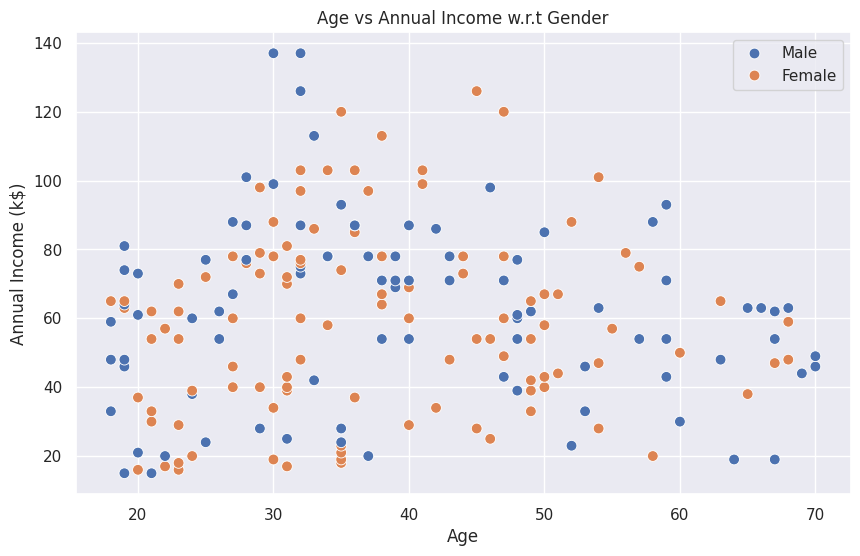 Age vs Annual Income w.r.t Gender
Male
Female
Annual Income (k$)
140
120
100
80
60
40
20
20 30 40 50 60 70
Age